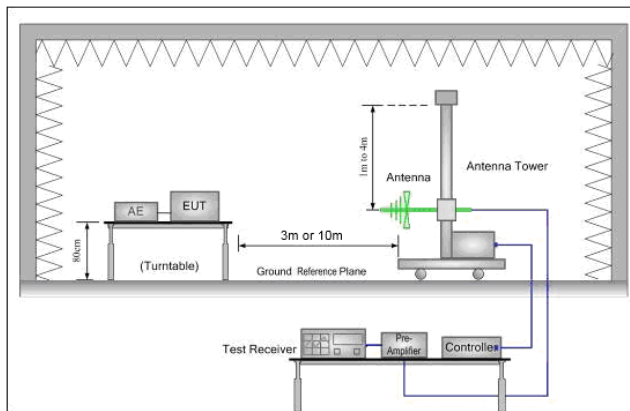 1m to 4m
Antenna
Antenna Tower
AE
EUT
3m or 10m
80cm
(Turntable)
Ground Reference Plane
Test Receiver
Pre-
Amplifier
Controlle